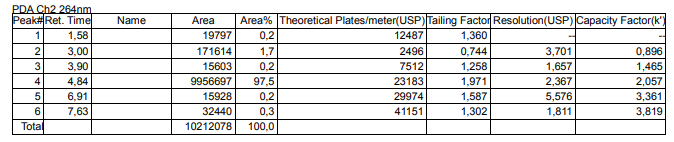 PDA Ch2 264nm
Peak# Ret. Time Name Area Area% Theoretical Plates/meter(USP) Tailing Factor Resolution(USP) Capacity Factor(k')
1 1,58 19797 0,2 12487 1,360 -- --
2 3,00 171614 1,7 2496 0,744 3,701 0,896
3 3,90 15603 0,2 7512 1,258 1,657 1,465
4 4,84 9956697 97,5 23183 1,971 2,367 2,057
5 6,91 15928 0,2 29974 1,587 5,576 3,361
6 7,63 32440 0,3 41151 1,302 1,811 3,819
Total 10212078 100,0